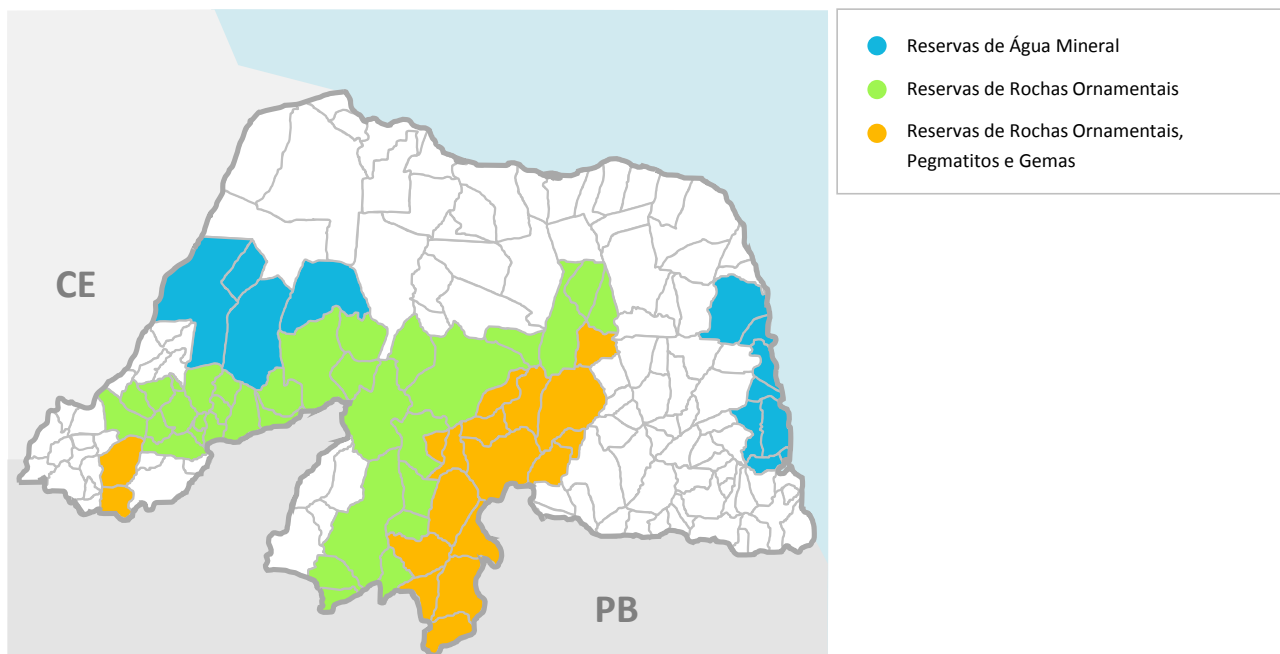 Reservas de Água Mineral
Reservas de Rochas Ornamentais
Reservas de Rochas Ornamentais,
Pegmatitos e Gemas
CE
PB